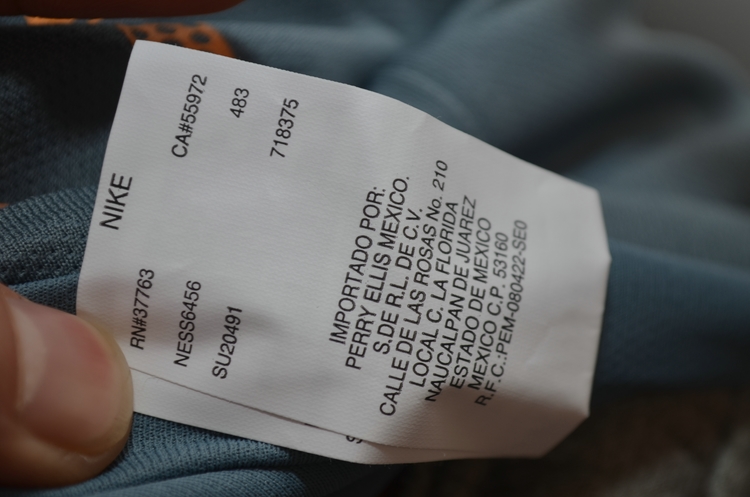 NIKE
RN#37763 CA#55972
NESS6456 483
SU20491 718375
IMPORTADO POR:
PERRY ELLIS MEXICO.
S.DE R.L. DE C.V.
CALLE DE LAS ROSAS No. 210
LOCAL C. LA FLORIDA
NAUCALPAN DE JUAREZ
ESTADO DE MEXICO
MEXICO C.P. 53160
R.F.C.:PEM-080422-SE0